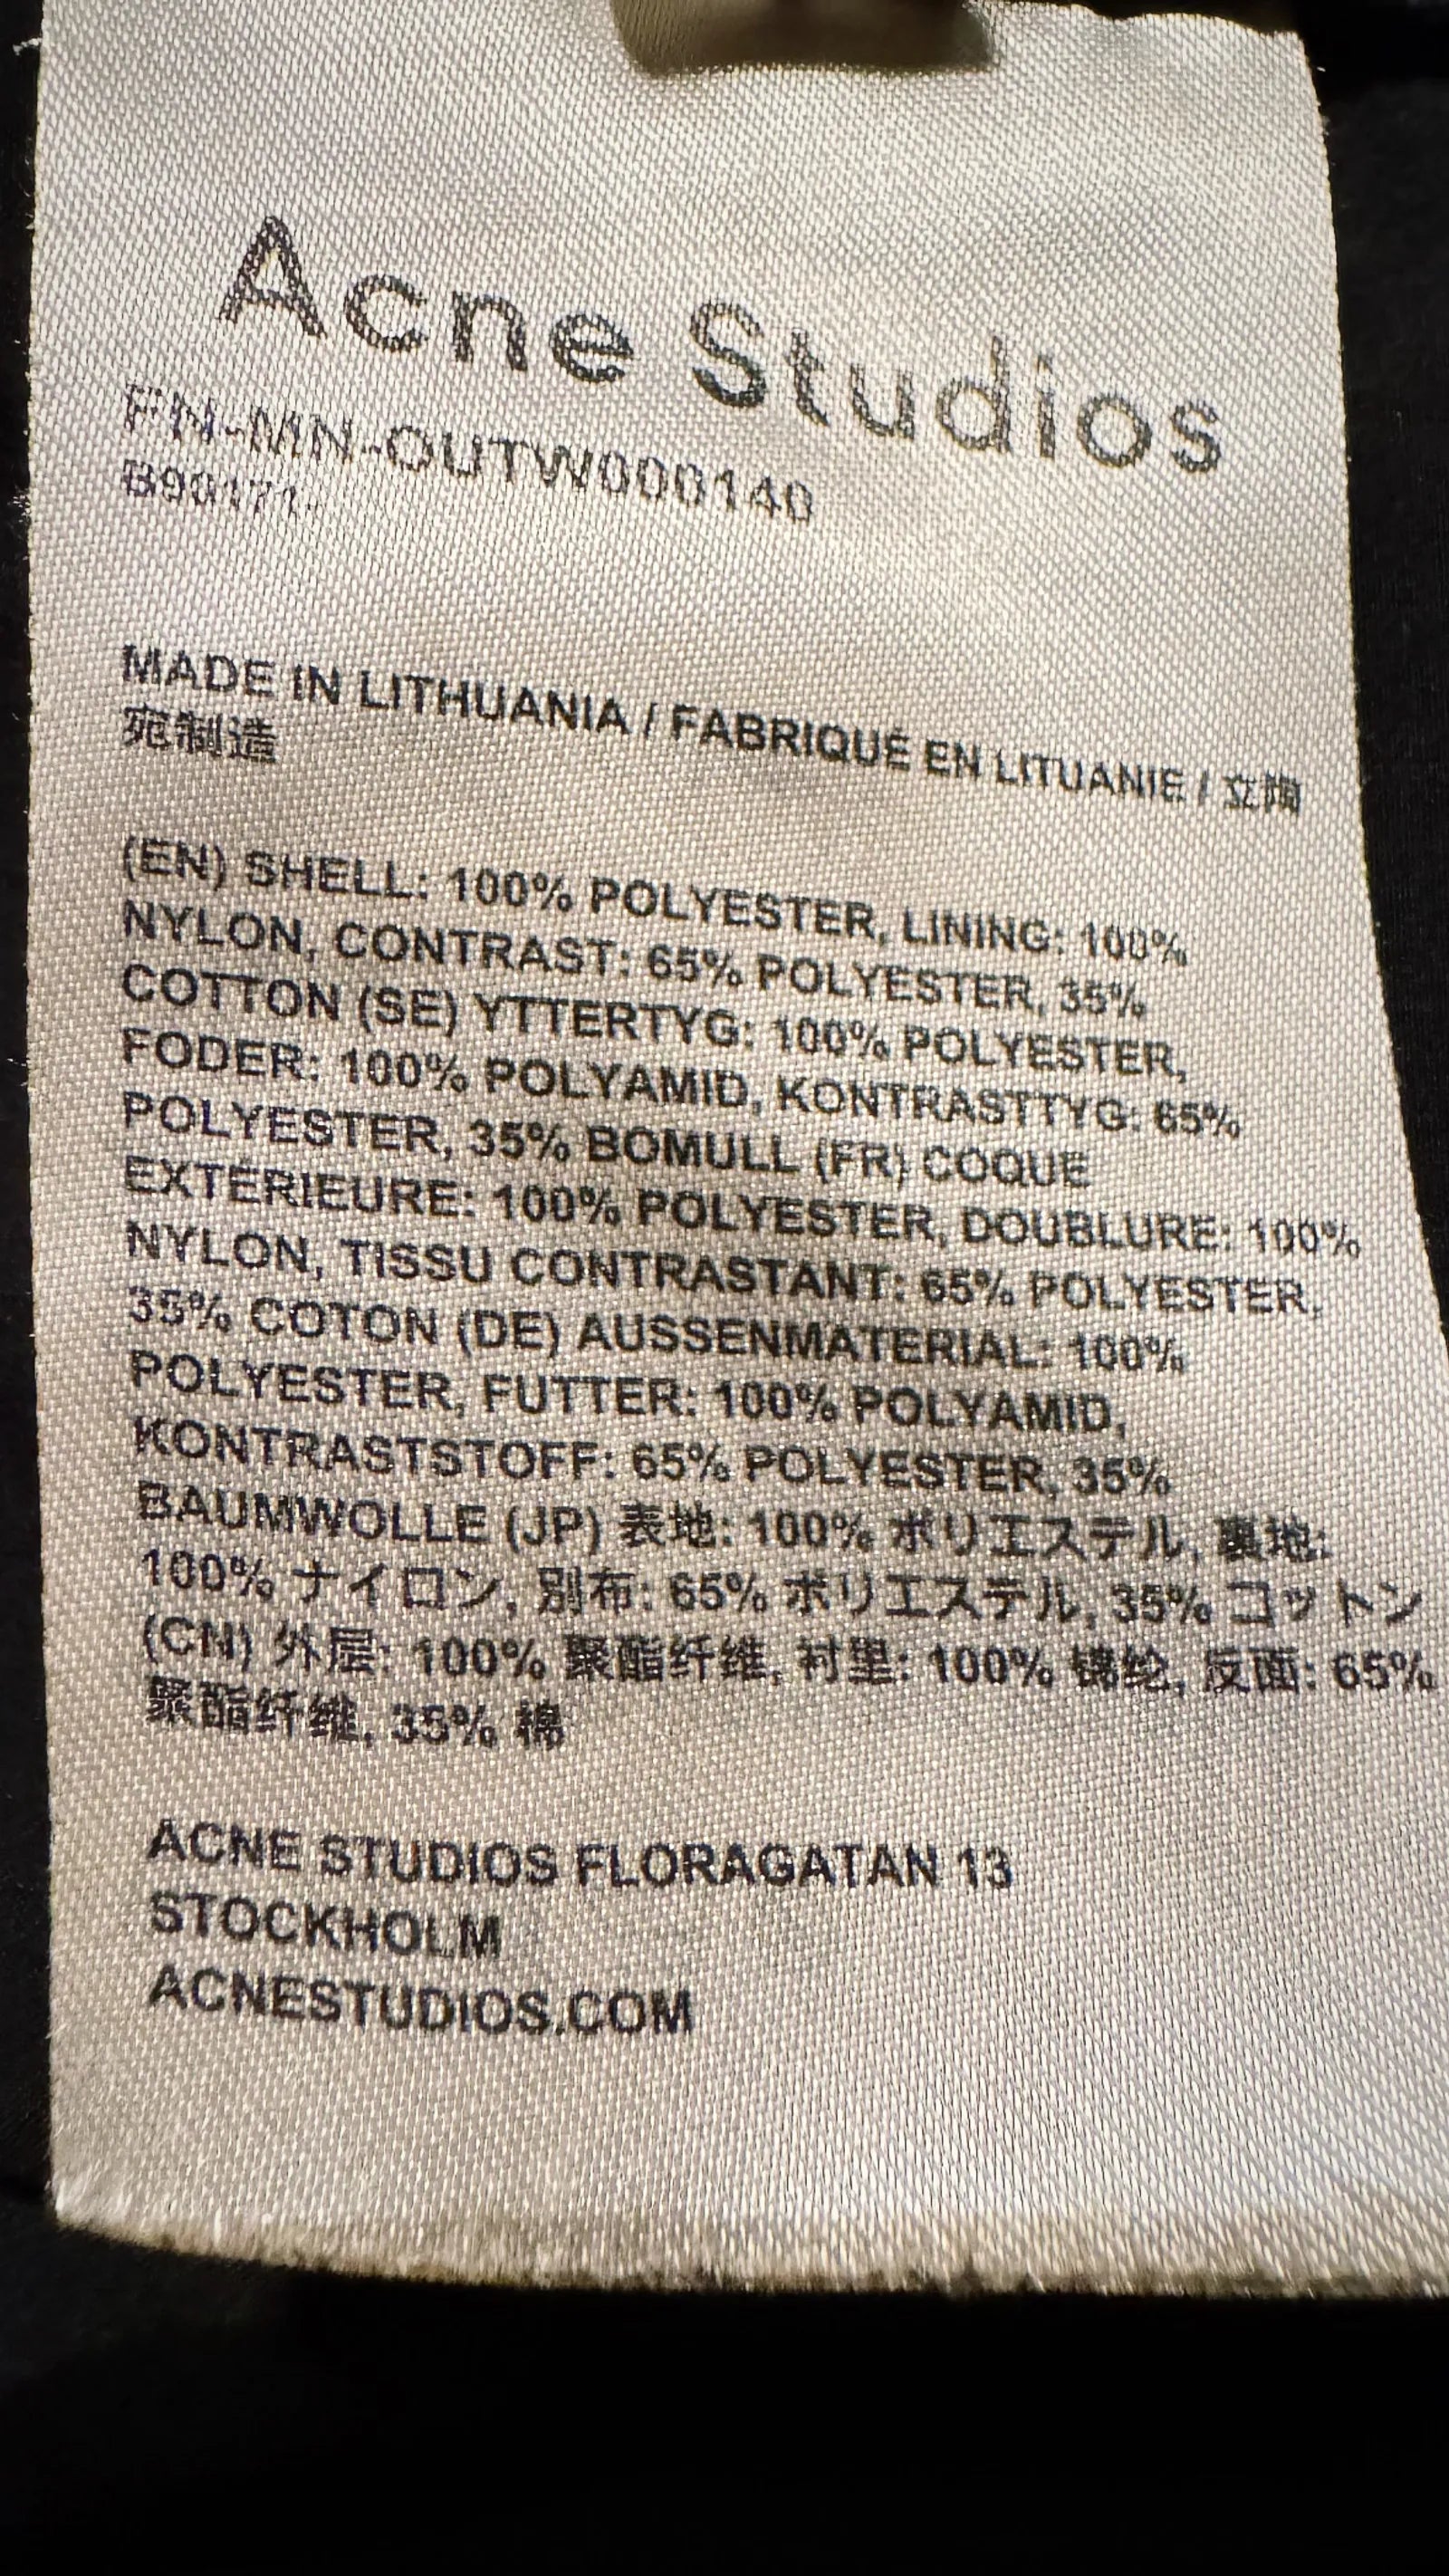 Acne Studios
FN-MN-OUTW000140
B90171-
MADE IN LITHUANIA / FABRIQUÉ EN LITUANIE / 立陶
宛制造
(EN) SHELL: 100% POLYESTER, LINING: 100%
NYLON, CONTRAST: 65% POLYESTER, 35%
COTTON (SE) YTTERTYG: 100% POLYESTER,
FODER: 100% POLYAMID, KONTRASTTYG: 65%
POLYESTER, 35% BOMULL (FR) COQUE
EXTÉRIEURE: 100% POLYESTER, DOUBLURE: 100%
NYLON, TISSU CONTRASTANT: 65% POLYESTER,
35% COTON (DE) AUSSENMATERIAL: 100%
POLYESTER, FUTTER: 100% POLYAMID,
KONTRASTSTOFF: 65% POLYESTER, 35%
BAUMWOLLE (JP) 表地: 100% ポリエステル, 裏地:
100% ナイロン, 別布: 65% ポリエステル, 35% コットン
(CN) 外层: 100% 聚酯纤维, 衬里: 100% 锦纶, 反面: 65%
聚酯纤维, 35% 棉
ACNE STUDIOS FLORAGATAN 13
STOCKHOLM
ACNESTUDIOS.COM